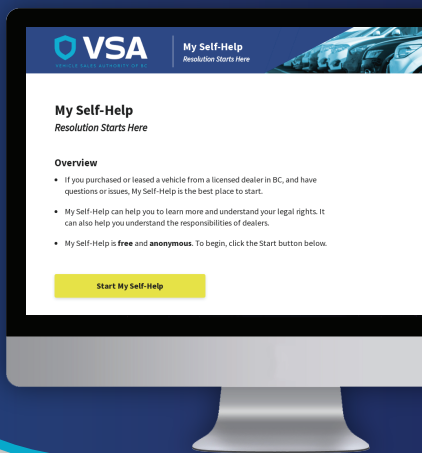 VSA
VEHICLE SALES AUTHORITY OF BC
My Self-Help
Resolution Starts Here
My Self-Help
Resolution Starts Here
Overview
• If you purchased or leased a vehicle from a licensed dealer in BC, and have
questions or issues, My Self-Help is the best place to start.
• My Self-Help can help you to learn more and understand your legal rights. It
can also help you understand the responsibilities of dealers.
• My Self-Help is free and anonymous. To begin, click the Start button below.
Start My Self-Help